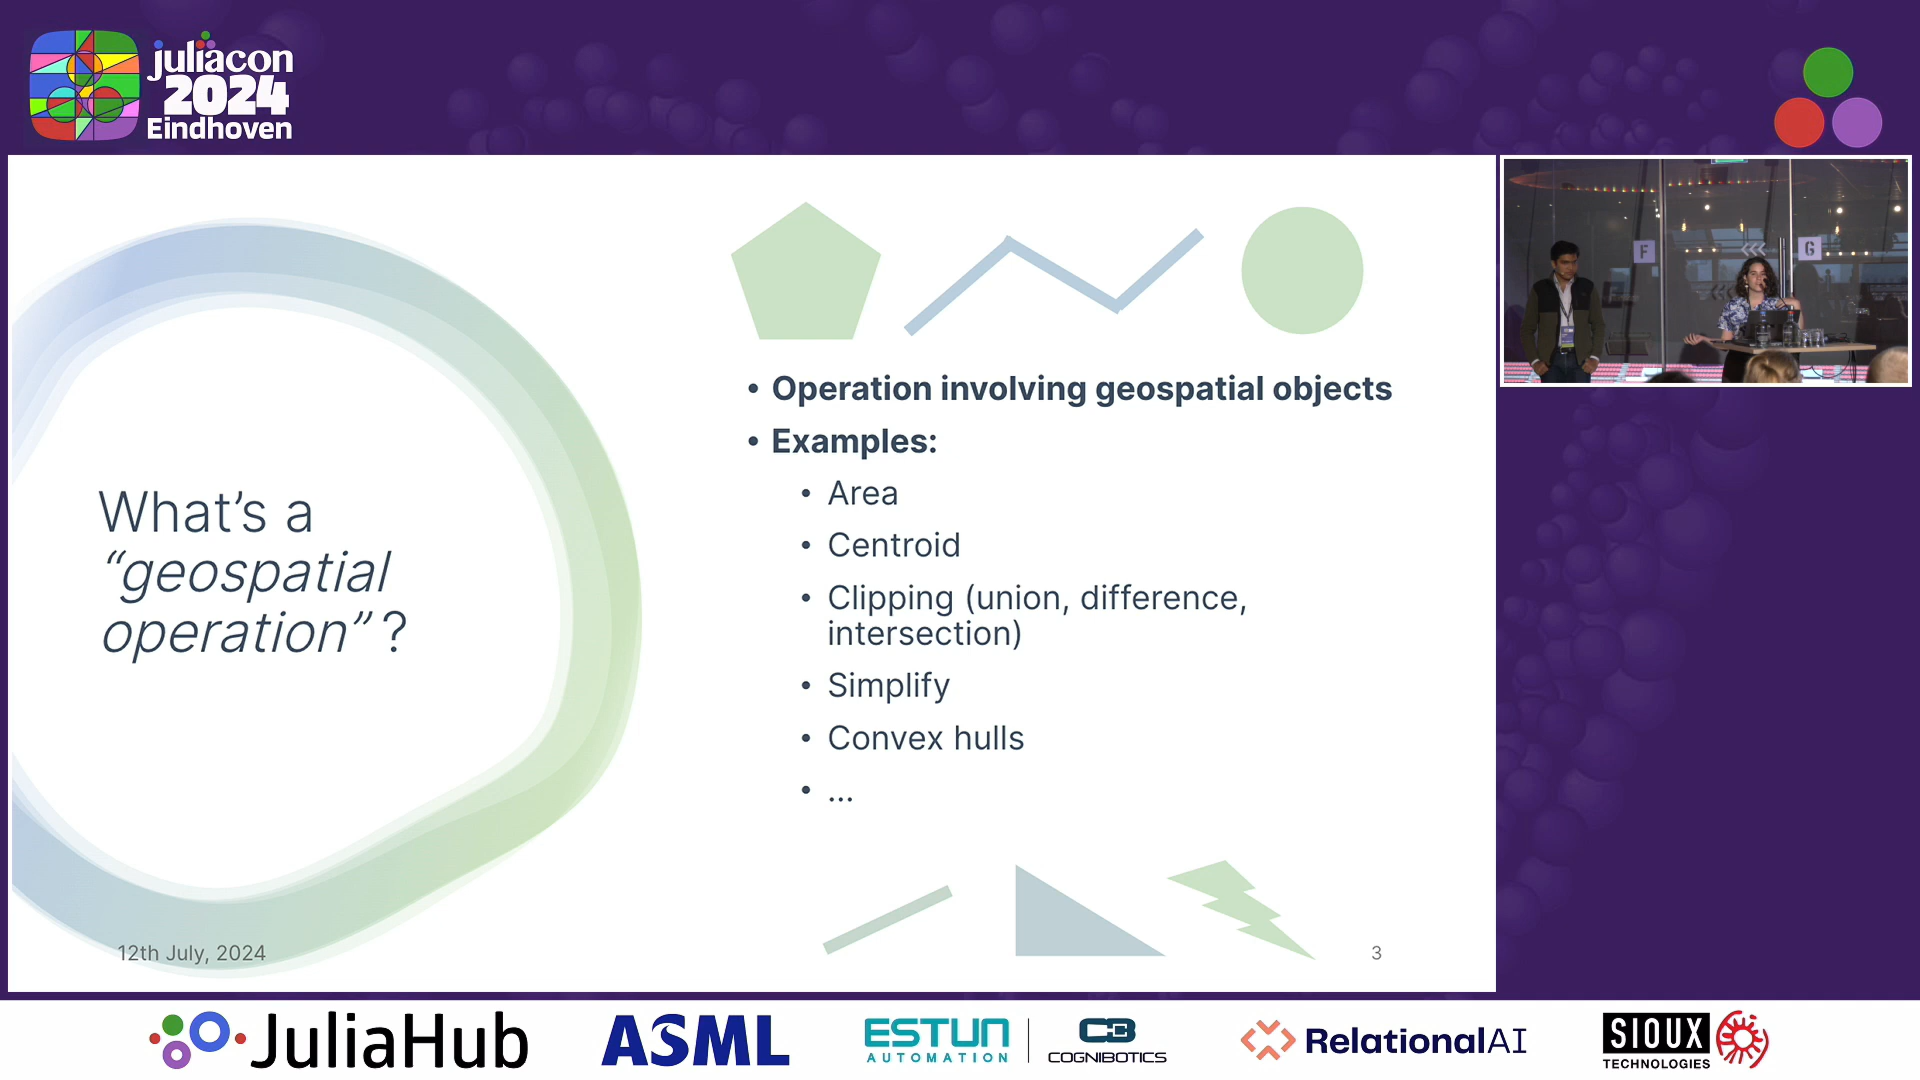 juliacon
2024
Eindhoven
F
G
What's a
“geospatial
operation”?
• Operation involving geospatial objects
• Examples:
• Area
• Centroid
• Clipping (union, difference,
intersection)
• Simplify
• Convex hulls
• ...
12th July, 2024
3
JuliaHub
ASML
ESTUN
AUTOMATION
COGNIBOTICS
RelationalAI
SIOUX
TECHNOLOGIES